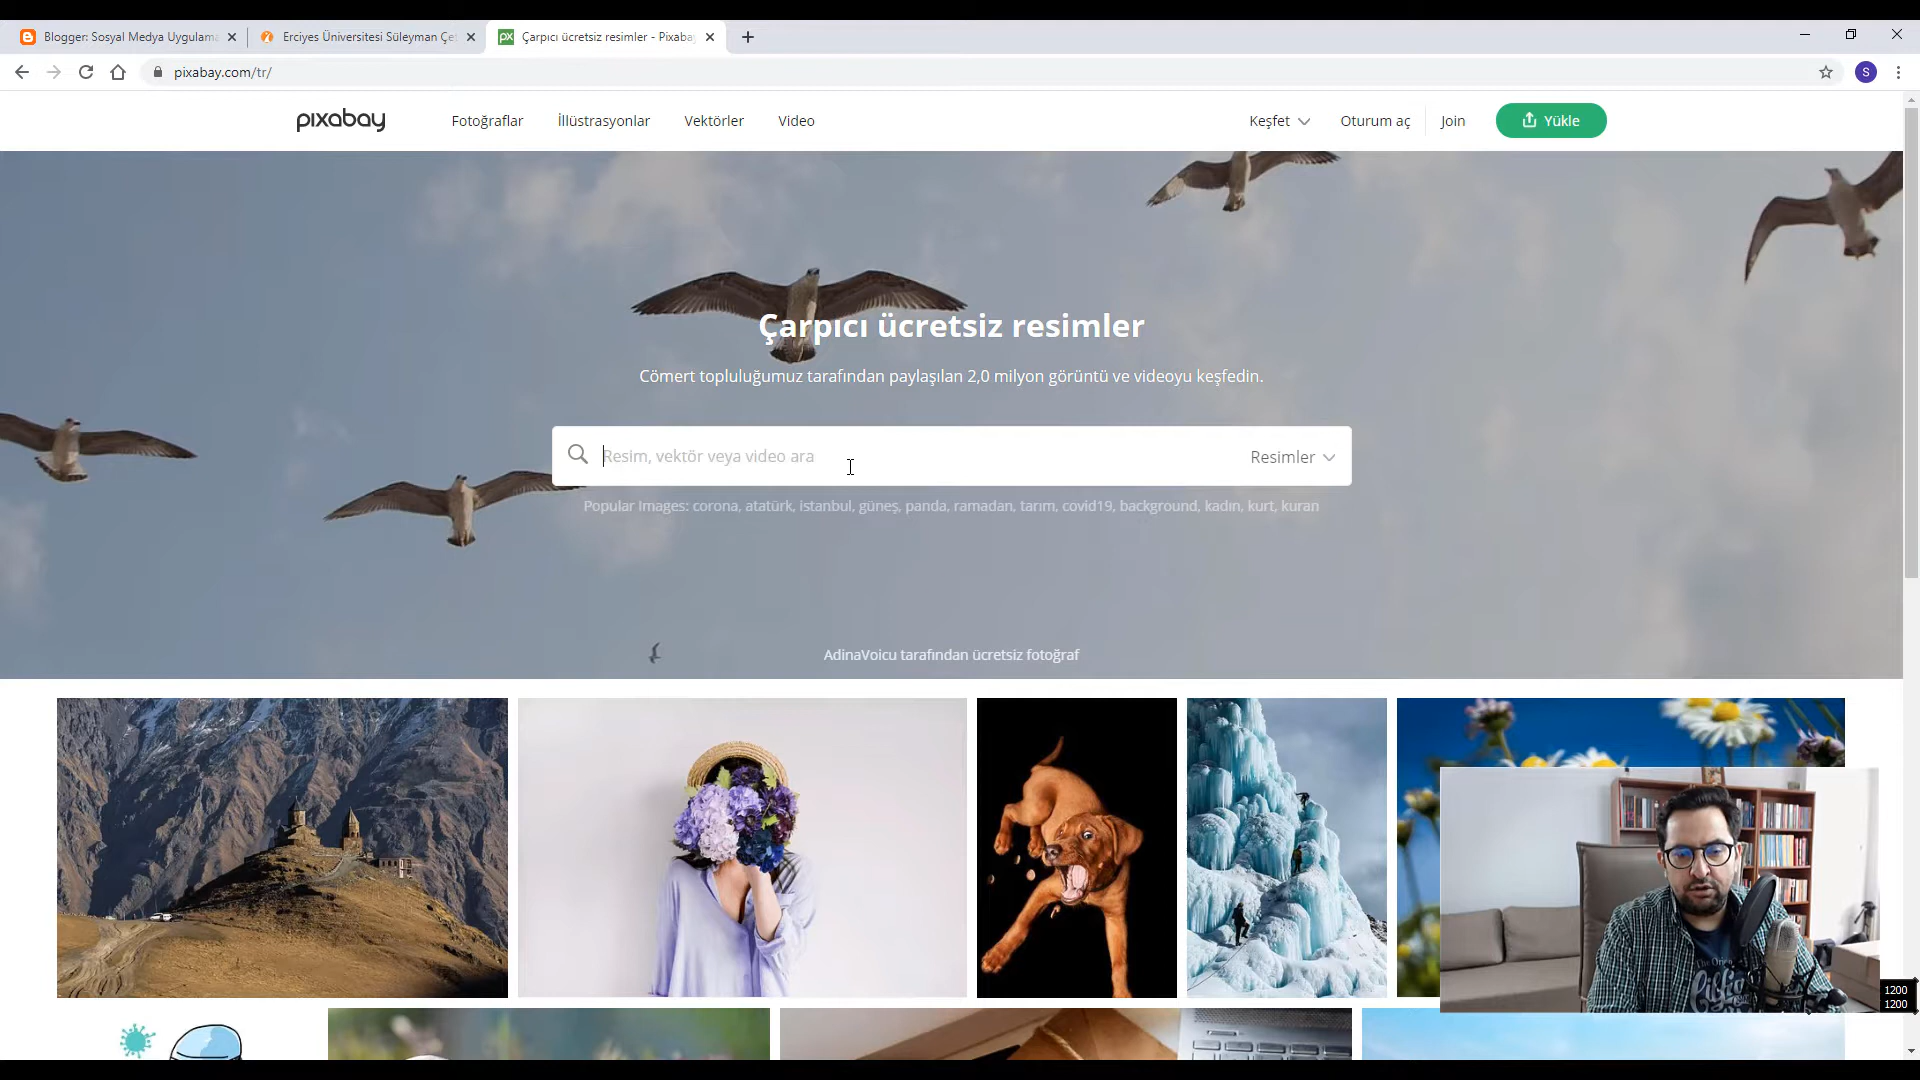 Blogger: Sosyal Medya Uygulama
Erciyes Üniversitesi Süleyman Çe
Çarpıcı ücretsiz resimler - Pixabay
pixabay.com/tr/
S
pixabay
Fotoğraflar
İllüstrasyonlar
Vektörler
Video
Keşfet
Oturum aç
Join
Yükle
Çarpıcı ücretsiz resimler
Cömert topluluğumuz tarafından paylaşılan 2,0 milyon görüntü ve videoyu keşfedin.
Resim, vektör veya video ara
Resimler
Popular Images: corona, atatürk, istanbul, güneş, panda, ramadan, tarım, covid19, background, kadın, kurt, kuran
AdinaVoicu tarafından ücretsiz fotoğraf
1200
1200